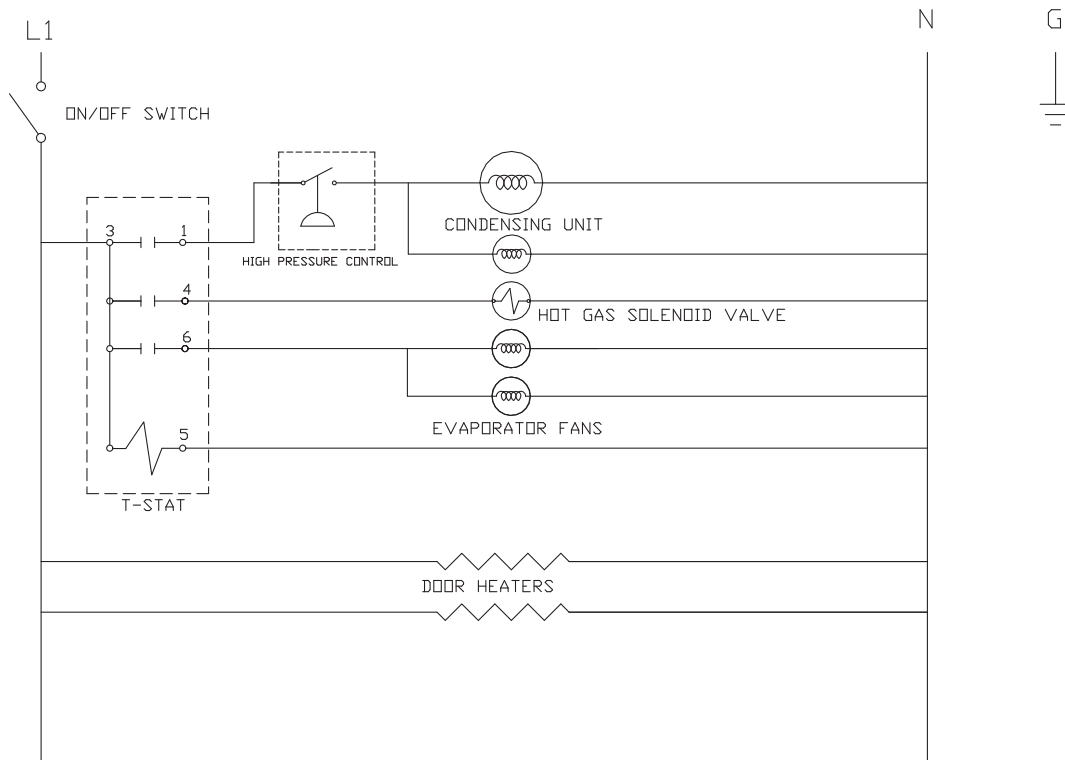 L1
N
G
ON/OFF SWITCH
CONDENSING UNIT
3
1
HIGH PRESSURE CONTROL
4
HOT GAS SOLENOID VALVE
6
EVAPORATOR FANS
5
T-STAT
DOOR HEATERS